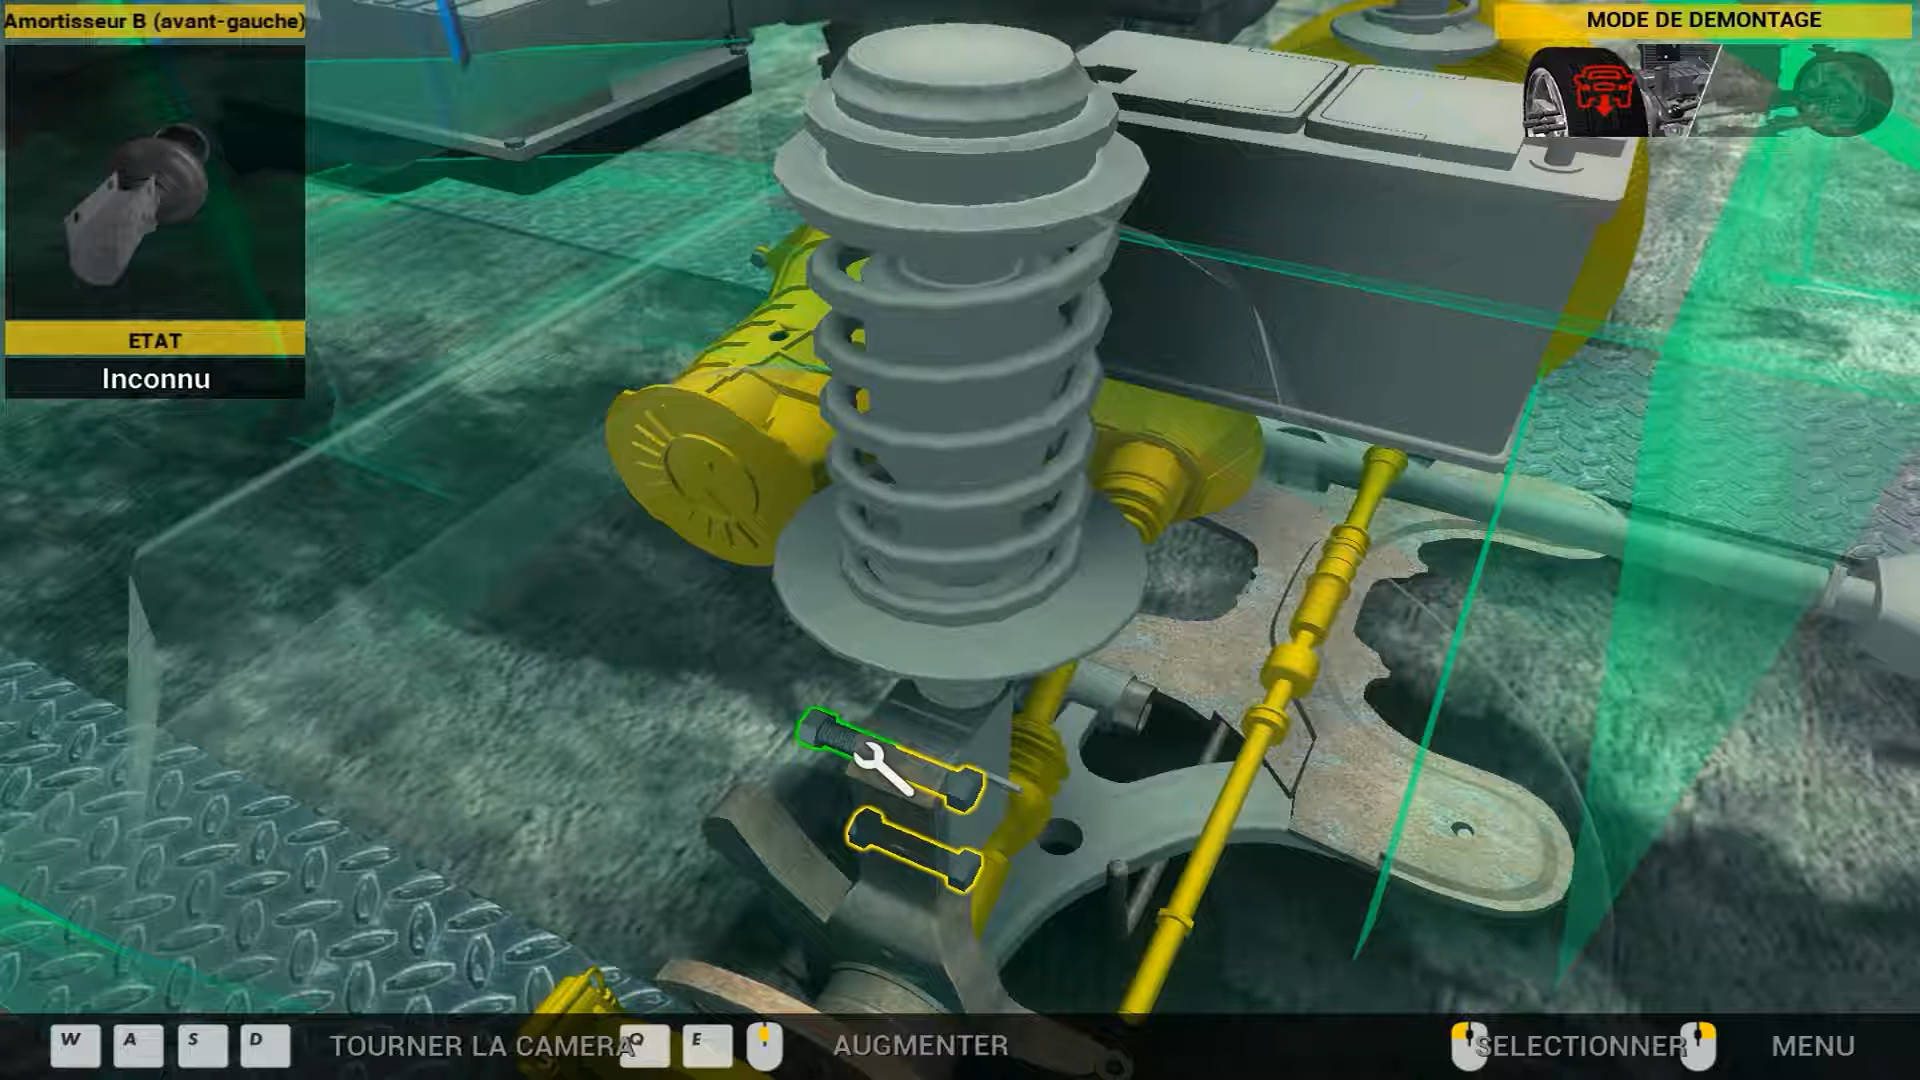 Amortisseur B (avant-gauche)
MODE DE DEMONTAGE
ETAT
Inconnu
W A S D TOURNER LA CAMERA Q E AUGMENTER SELECTIONNER MENU